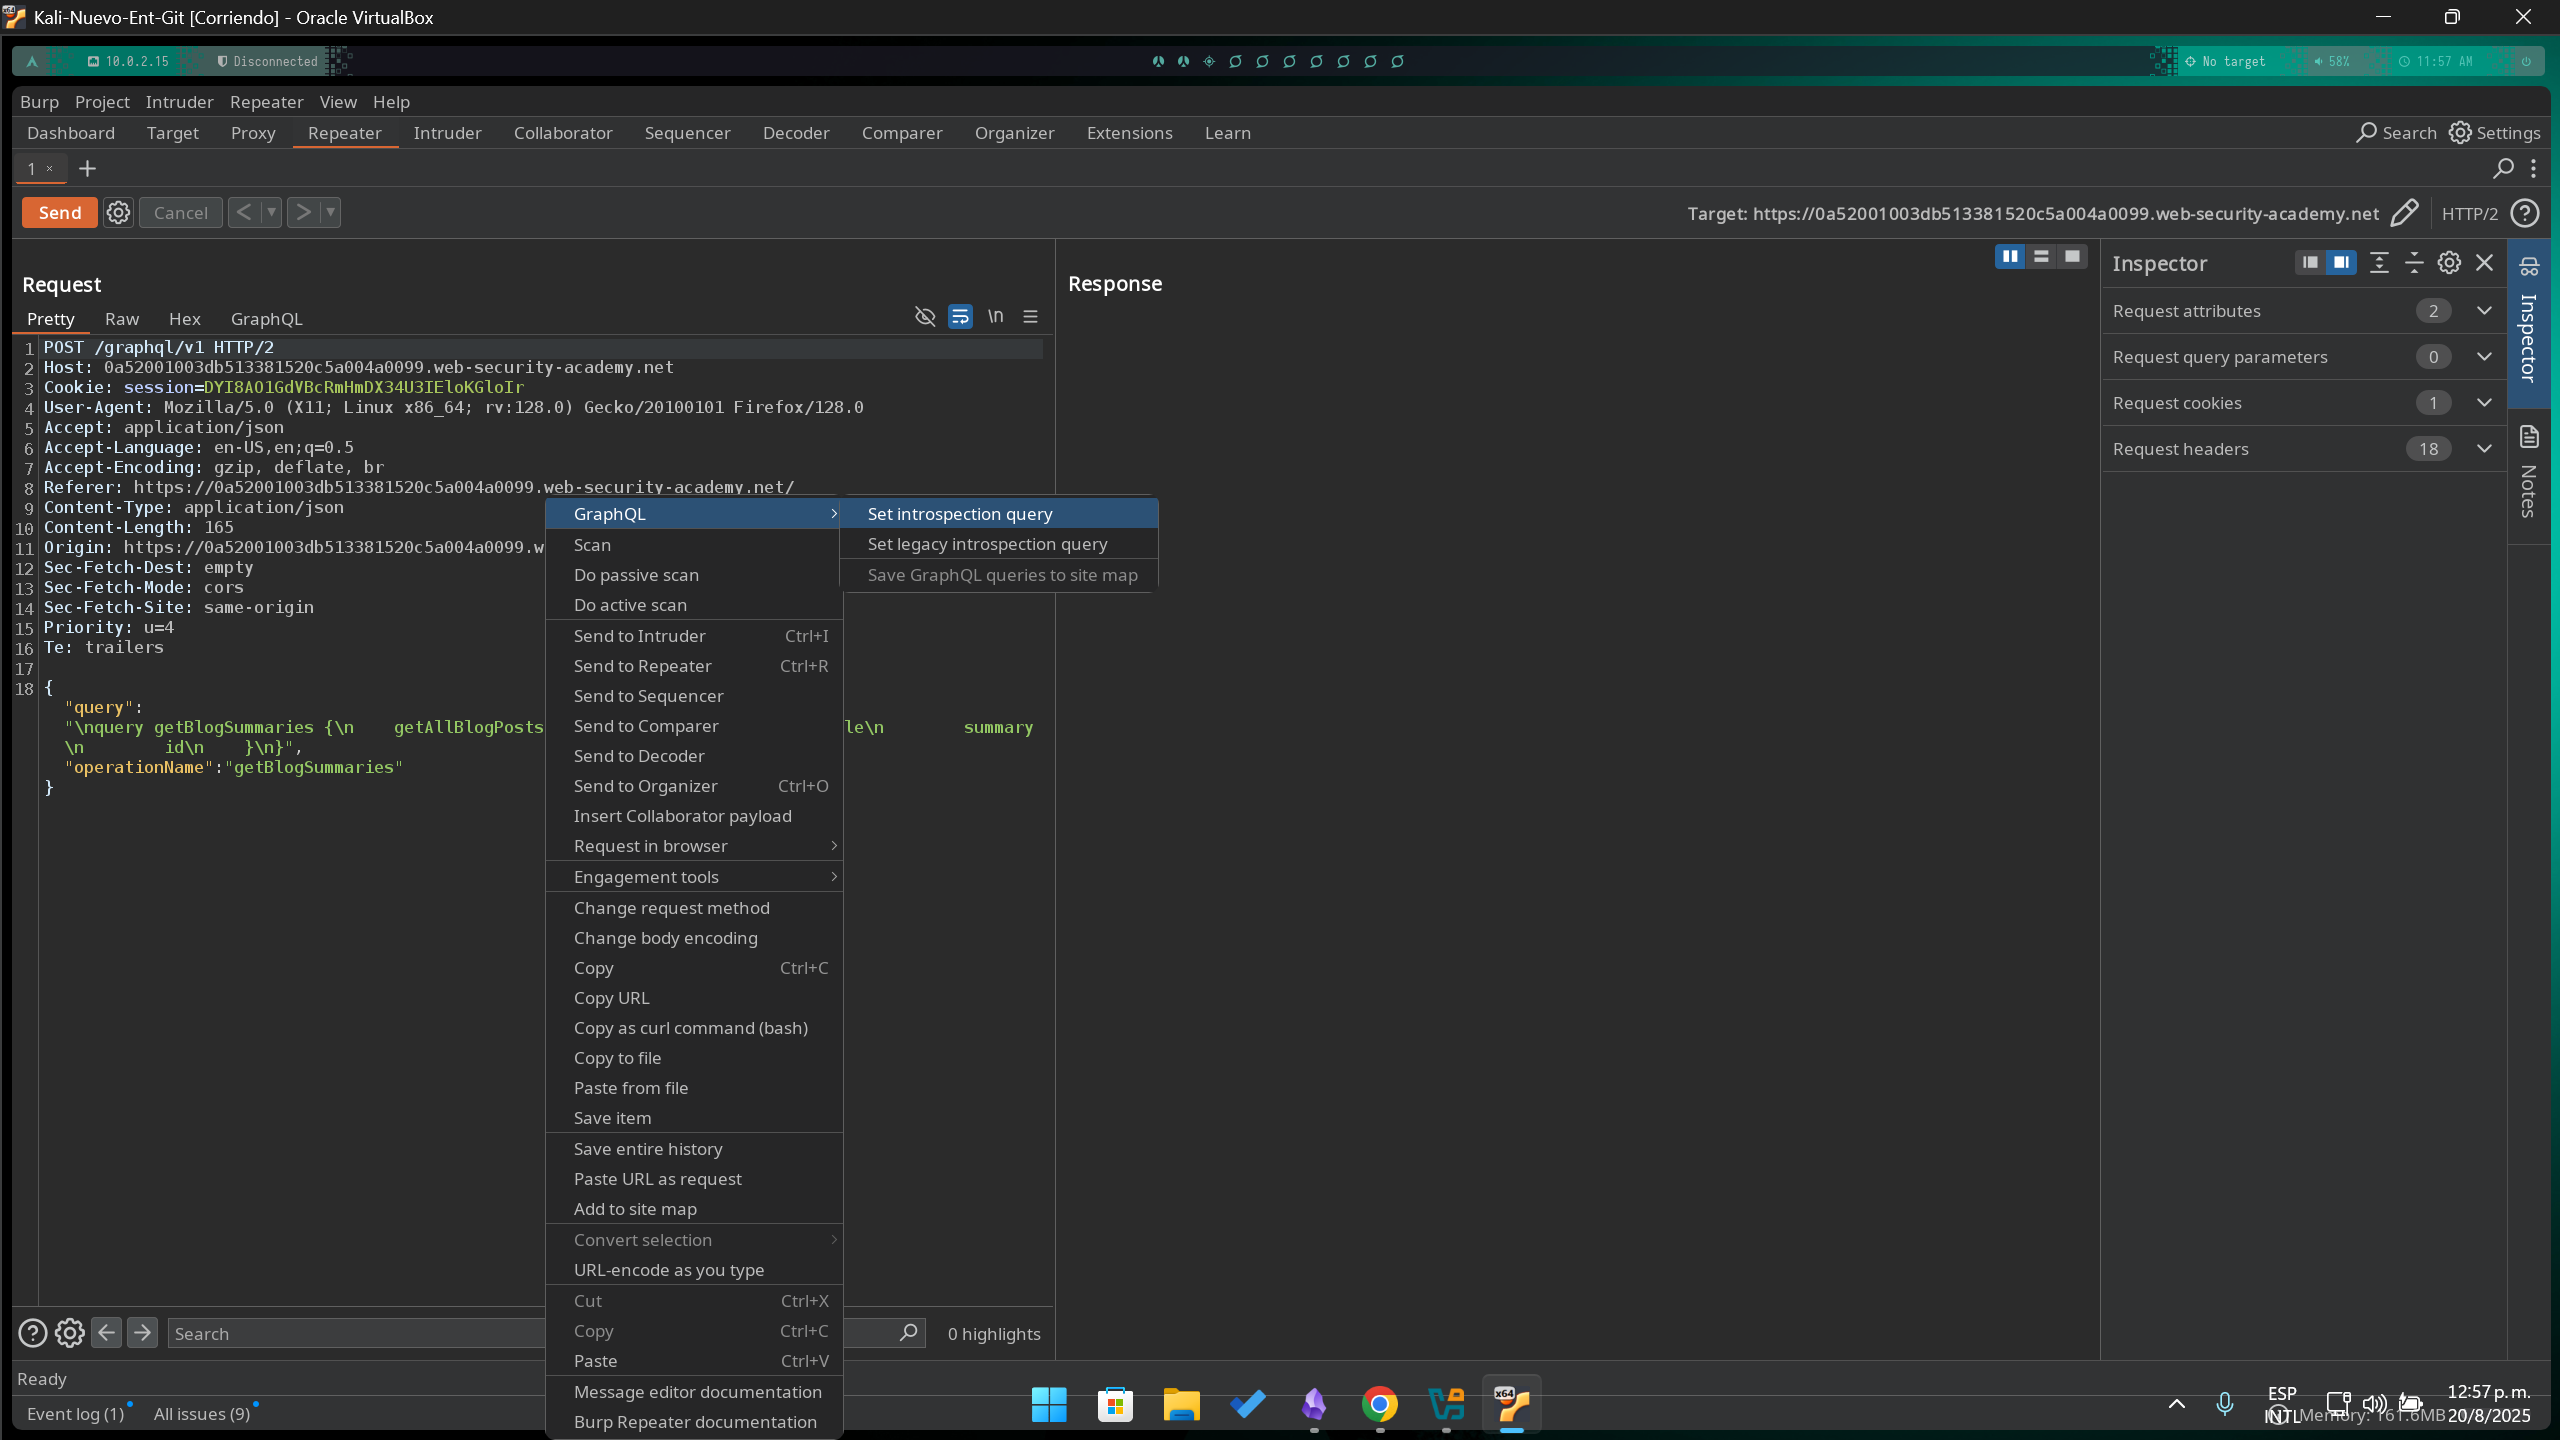 Kali-Nuevo-Ent-Git [Corriendo] - Oracle VirtualBox
10.0.2.15
Disconnected
No target
58%
11:57 AM
Burp Project Intruder Repeater View Help
Dashboard Target Proxy Repeater Intruder Collaborator Sequencer Decoder Comparer Organizer Extensions Learn
Search Settings
1 × +
Send Cancel < >
Target: https://0a52001003db513381520c5a004a0099.web-security-academy.net HTTP/2
Request
Pretty Raw Hex GraphQL
\n
1 POST /graphql/v1 HTTP/2
2 Host: 0a52001003db513381520c5a004a0099.web-security-academy.net
3 Cookie: session=DYI8AO1GdVBcRmHmDX34U3IEloKGloIr
4 User-Agent: Mozilla/5.0 (X11; Linux x86_64; rv:128.0) Gecko/20100101 Firefox/128.0
5 Accept: application/json
6 Accept-Language: en-US,en;q=0.5
7 Accept-Encoding: gzip, deflate, br
8 Referer: https://0a52001003db513381520c5a004a0099.web-security-academy.net/
9 Content-Type: application/json
10 Content-Length: 165
11 Origin: https://0a52001003db513381520c5a004a0099.w
12 Sec-Fetch-Dest: empty
13 Sec-Fetch-Mode: cors
14 Sec-Fetch-Site: same-origin
15 Priority: u=4
16 Te: trailers
17
18 {
"query":
"\nquery getBlogSummaries {\n    getAllBlogPosts le\n        summary
\n        id\n    }\n}",
"operationName":"getBlogSummaries"
}
GraphQL
Scan
Do passive scan
Do active scan
Send to Intruder Ctrl+I
Send to Repeater Ctrl+R
Send to Sequencer
Send to Comparer
Send to Decoder
Send to Organizer Ctrl+O
Insert Collaborator payload
Request in browser
Engagement tools
Change request method
Change body encoding
Copy Ctrl+C
Copy URL
Copy as curl command (bash)
Copy to file
Paste from file
Save item
Save entire history
Paste URL as request
Add to site map
Convert selection
URL-encode as you type
Cut Ctrl+X
Copy Ctrl+C
Paste Ctrl+V
Message editor documentation
Burp Repeater documentation
Set introspection query
Set legacy introspection query
Save GraphQL queries to site map
Response
Inspector
Request attributes 2
Request query parameters 0
Request cookies 1
Request headers 18
Inspector
Notes
Search
0 highlights
Ready
Event log (1) All issues (9)
x64
ESP
INTL
Memory: 161.6MB
12:57 p. m.
20/8/2025